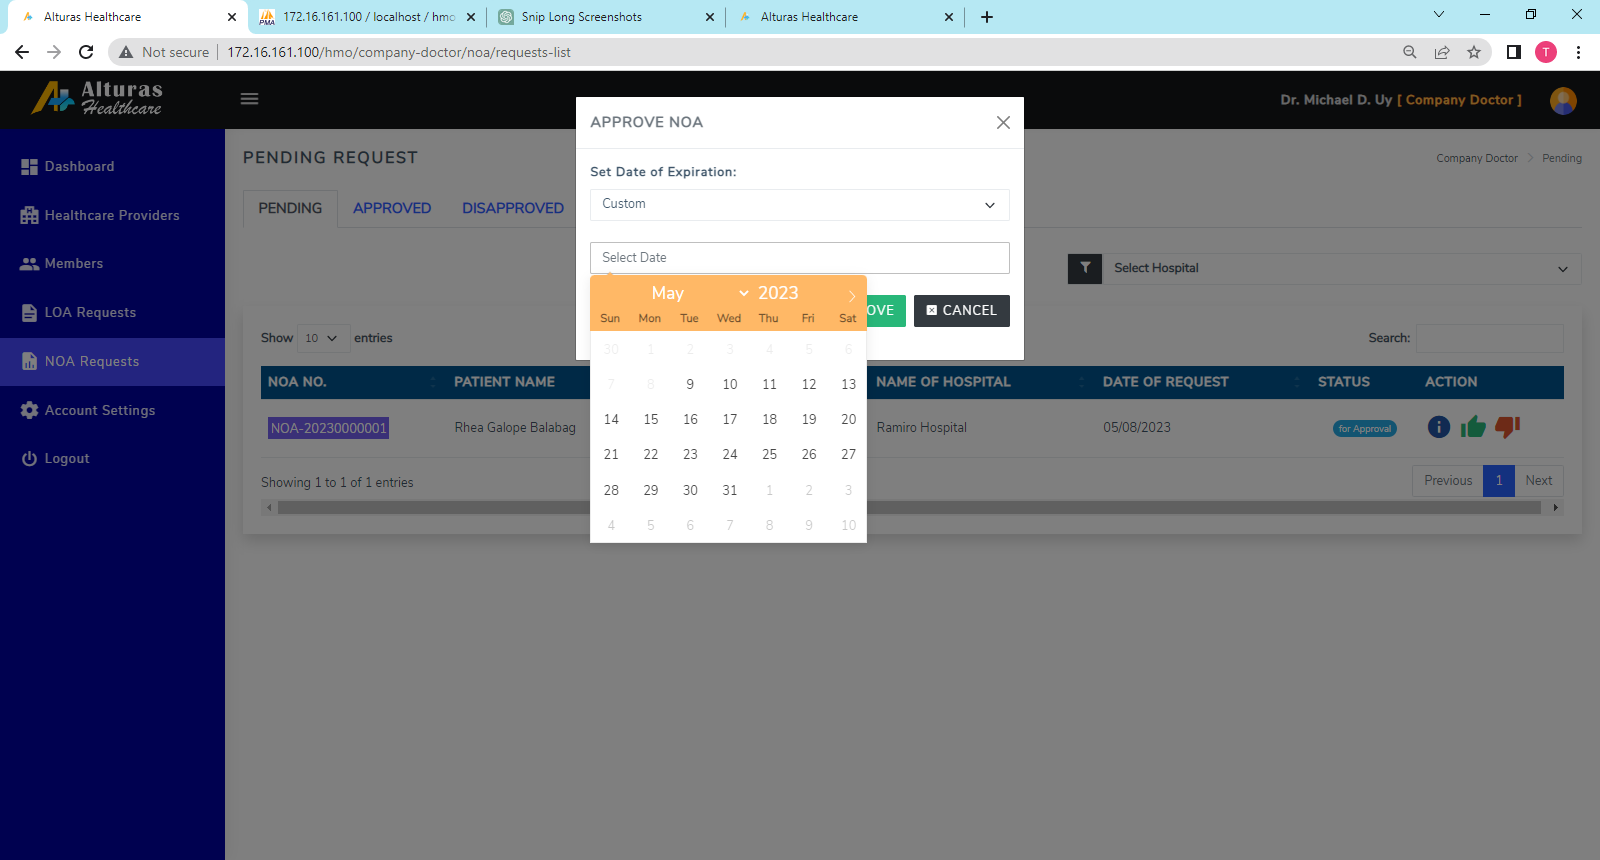 Alturas Healthcare
172.16.161.100 / localhost / hmo
Snip Long Screenshots
Alturas Healthcare
Not secure
172.16.161.100/hmo/company-doctor/noa/requests-list
T
Alturas
Healthcare
Dr. Michael D. Uy [ Company Doctor ]
Dashboard
Healthcare Providers
Members
LOA Requests
NOA Requests
Account Settings
Logout
PENDING REQUEST
Company Doctor
Pending
PENDING
APPROVED
DISAPPROVED
Select Hospital
Show 10 entries
Search:
NOA NO.
PATIENT NAME
NAME OF HOSPITAL
DATE OF REQUEST
STATUS
ACTION
NOA-20230000001
Rhea Galope Balabag
Ramiro Hospital
05/08/2023
for Approval
Showing 1 to 1 of 1 entries
Previous 1 Next
APPROVE NOA
Set Date of Expiration:
Custom
Select Date
OVE
CANCEL
May 2023
Sun Mon Tue Wed Thu Fri Sat
30 1 2 3 4 5 6
7 8 9 10 11 12 13
14 15 16 17 18 19 20
21 22 23 24 25 26 27
28 29 30 31 1 2 3
4 5 6 7 8 9 10